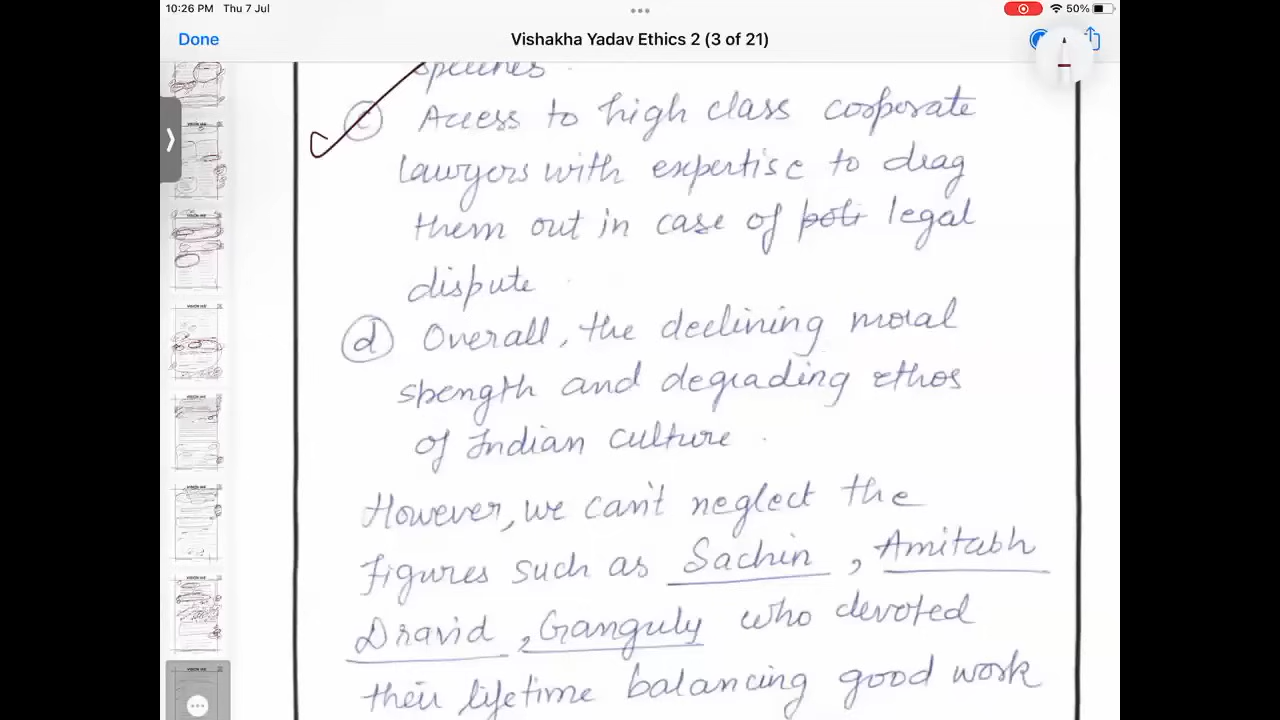 10:26 PM Thu 7 Jul
50%
Done
Vishakha Yadav Ethics 2 (3 of 21)
speeches.
c Access to high class corporate
lawyers with expertise to drag
them out in case of poli legal
dispute
d Overall, the declining moral
strength and degrading ethos
of Indian culture.
However, we can't neglect the
figures such as Sachin, Amitabh
Dravid, Ganguly who devoted
their lifetime balancing good work